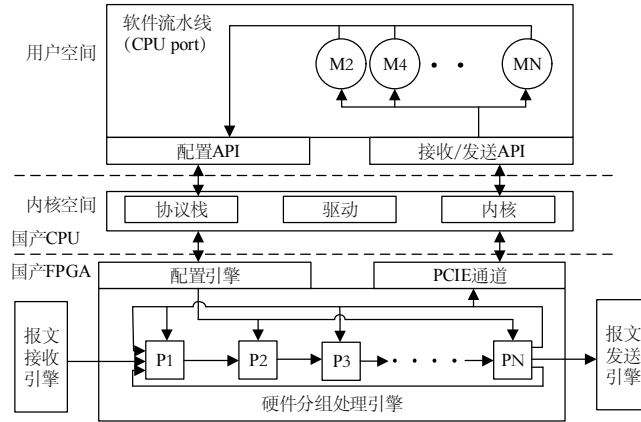 用户空间
软件流水线
（CPU port）
M2
M4
MN
配置API
接收/发送API
内核空间
协议栈
驱动
内核
国产CPU
国产FPGA
配置引擎
PCIE通道
报文
接收
引擎
P1
P2
P3
PN
报文
发送
引擎
硬件分组处理引擎